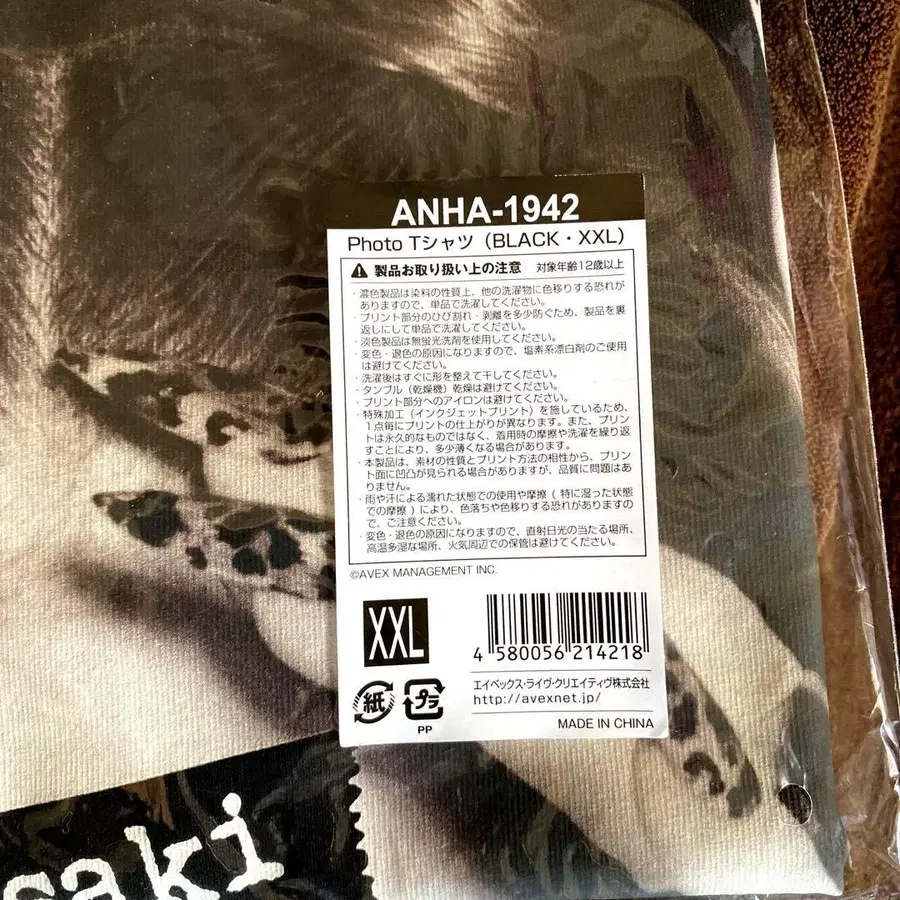 ANHA-1942
Photo Tシャツ（BLACK・XXL）
製品お取り扱い上の注意 対象年齢12歳以上
・濃色製品は染料の性質上、他の洗濯物に色移りする恐れが
ありますので、単品で洗濯してください。
・プリント部分のひび割れ・剥離を多少防ぐため、製品を裏
返しにして単品で洗濯してください。
・淡色製品は無蛍光洗剤を使用してください。
・変色・退色の原因になりますので、塩素系漂白剤のご使用
は避けてください。
・洗濯後はすぐに形を整えて干してください。
・タンブル（乾燥機）乾燥は避けてください。
・プリント部分へのアイロンは避けてください。
・特殊加工（インクジェットプリント）を施しているため、
1点毎にプリントの仕上がりが異なります。また、プリン
トは永久的なものではなく、着用時の摩擦や洗濯を繰り返
すことにより、多少薄くなる場合があります。
・本製品は、素材の性質とプリント方法の相性から、プリン
ト面に凹凸が見られる場合がありますが、品質に問題はあ
りません。
・雨や汗による濡れた状態での使用や摩擦（特に湿った状態
での摩擦）により、色落ちや色移りする恐れがありますの
で、ご注意ください。
・変色・退色の原因になりますので、直射日光の当たる場所、
高温多湿な場所、火気周辺での保管は避けてください。
©AVEX MANAGEMENT INC.
XXL
4 580056 214218
エイベックス・ライヴ・クリエイティヴ株式会社
http://avexnet.jp/
紙 プラ
PP
MADE IN CHINA
saki